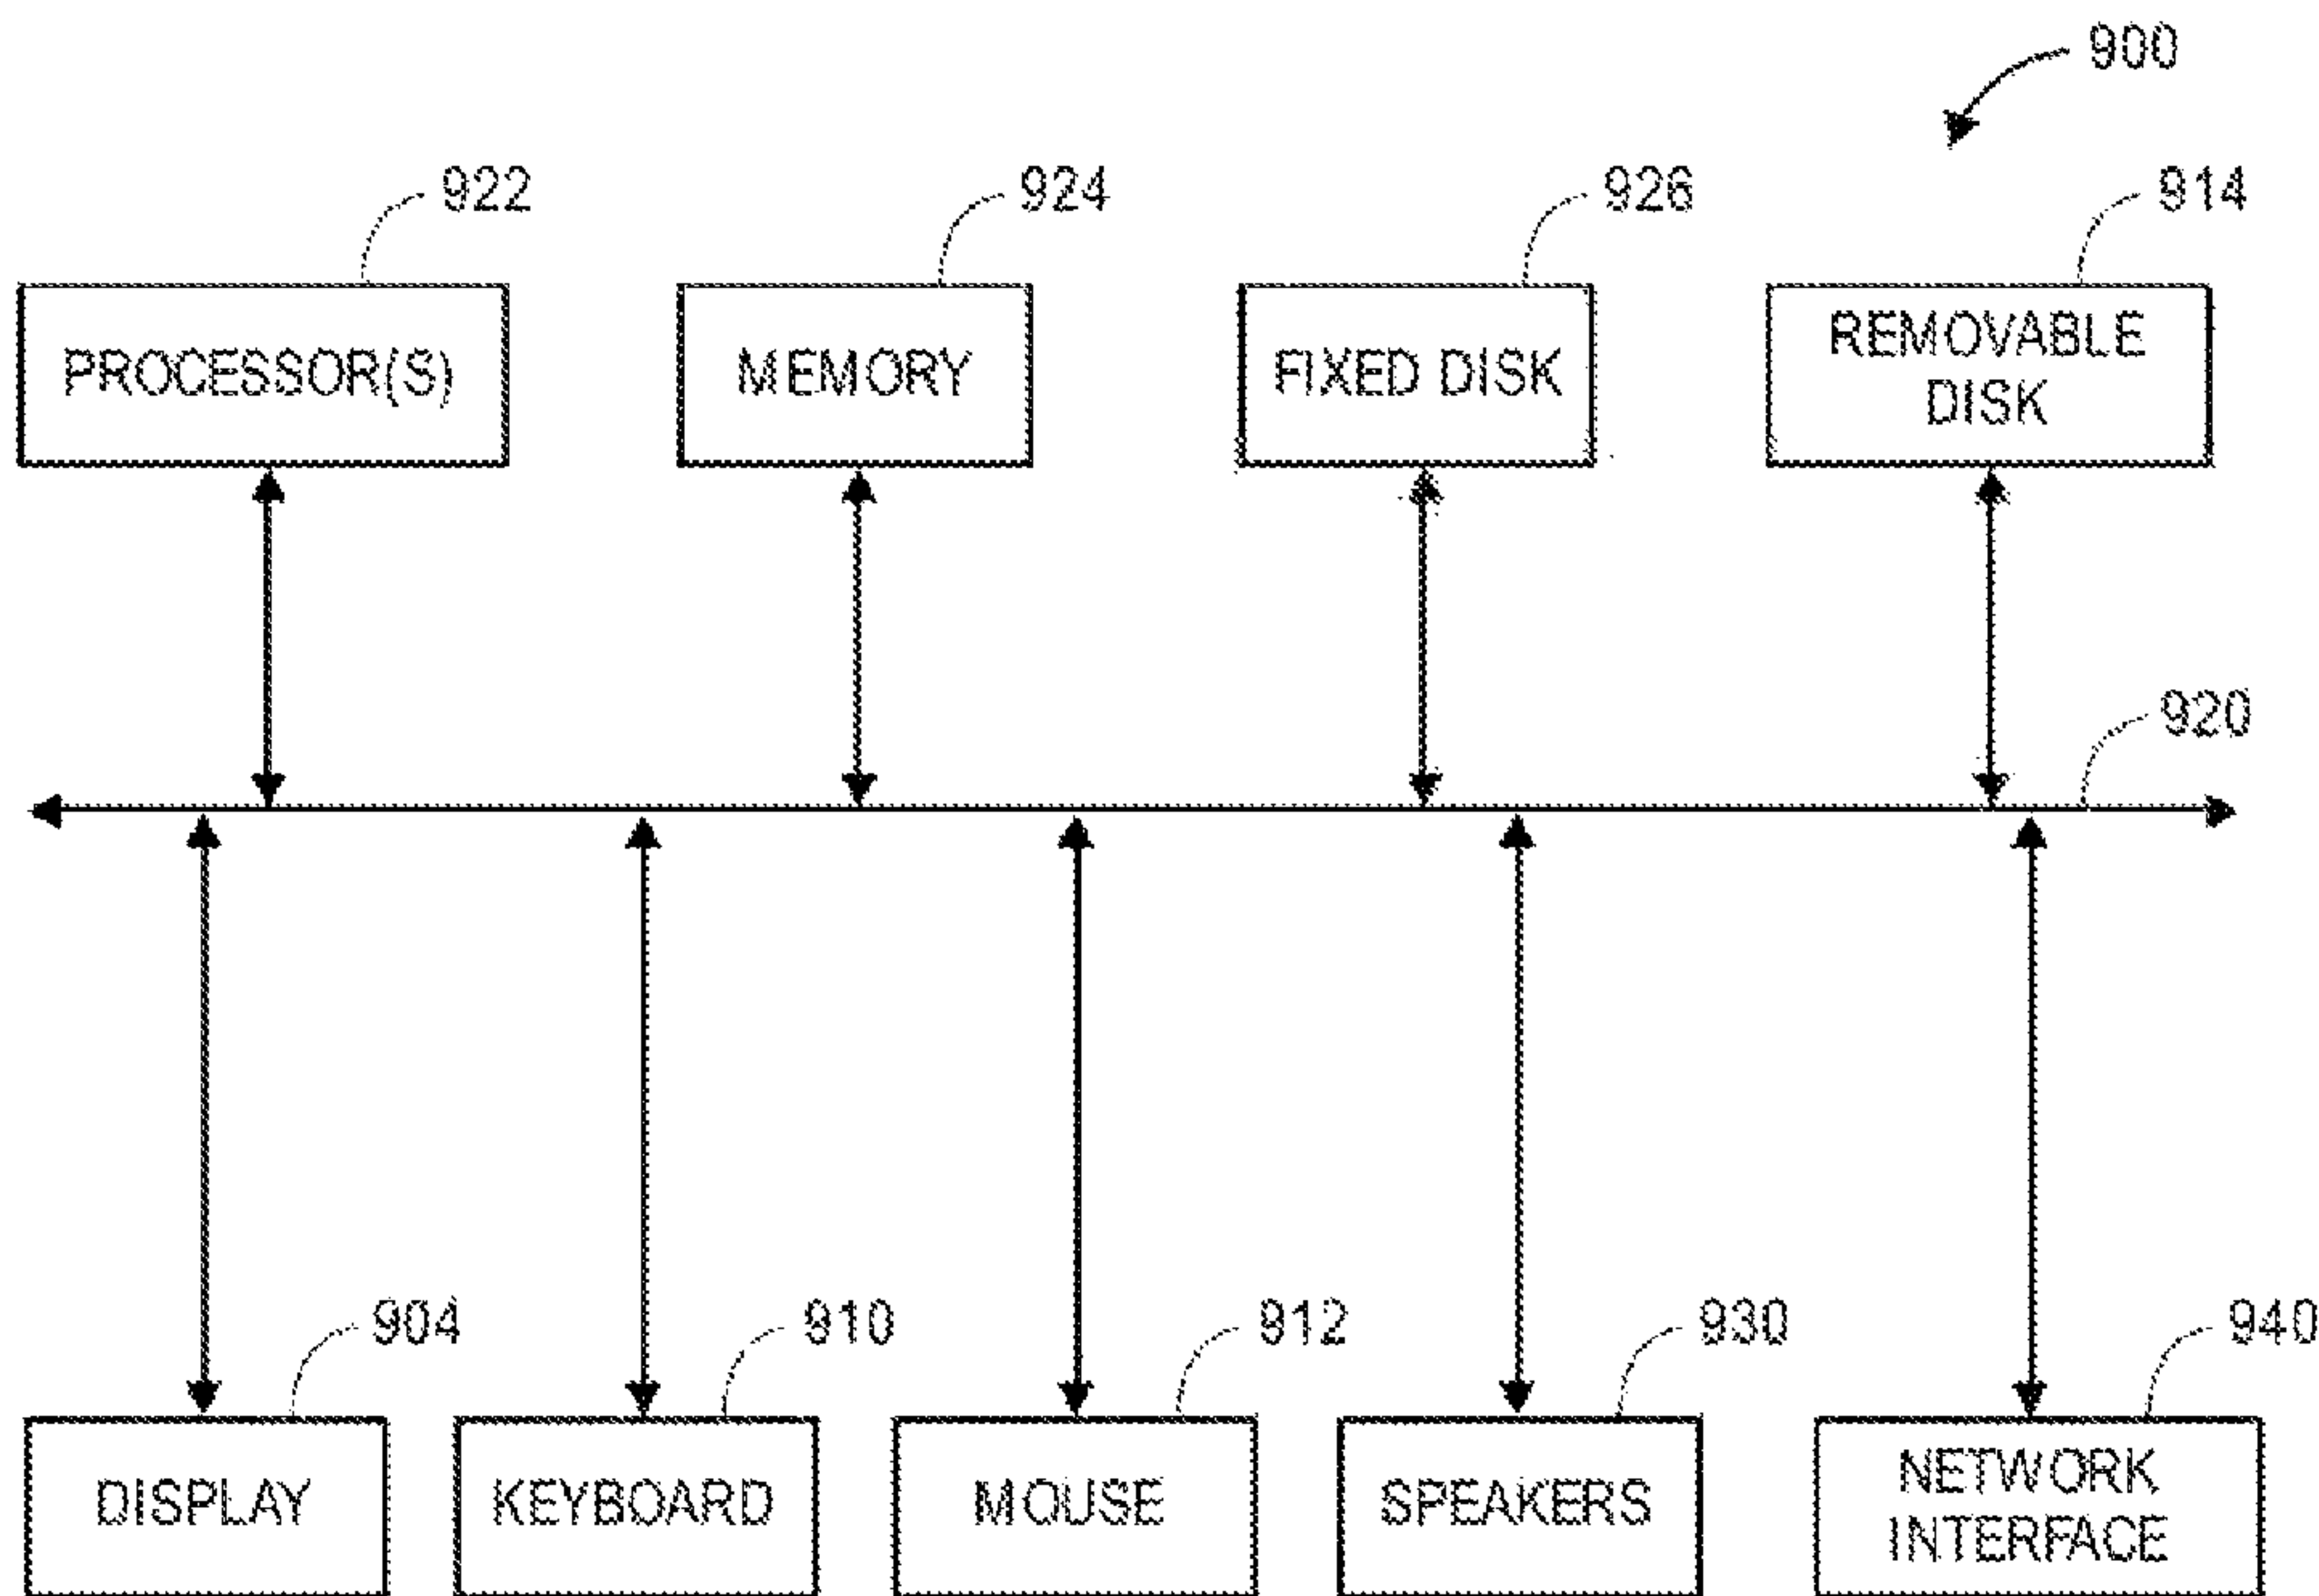 900
922
924
926
914
PROCESSOR(S)
MEMORY
FIXED DISK
REMOVABLE
DISK
920
904
910
912
930
940
DISPLAY
KEYBOARD
MOUSE
SPEAKERS
NETWORK
INTERFACE